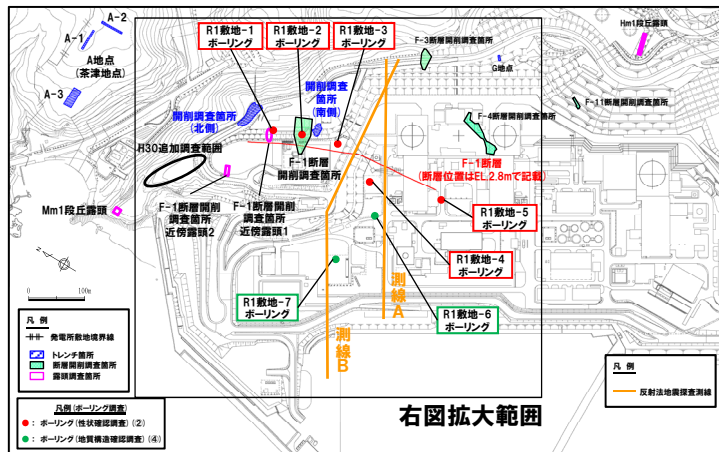 A-2
A-1
A地点
(茶津地点)
A-3
R1敷地-1
ボーリング
R1敷地-2
ボーリング
R1敷地-3
ボーリング
F-3断層開削調査箇所
G地点
Hm1段丘露頭
開削調査箇所
(北側)
開削調査
箇所
(南側)
F-4断層開削調査箇所
F-11断層開削調査箇所
H30追加調査範囲
F-1断層
開削調査箇所
F-1断層
(断層位置はEL.2.8mで記載)
Mm1段丘露頭
F-1断層開削
調査箇所
近傍露頭2
F-1断層開削
調査箇所
近傍露頭1
R1敷地-5
ボーリング
R1敷地-4
ボーリング
R1敷地-7
ボーリング
R1敷地-6
ボーリング
測線A
測線B
N
0
100m
凡 例
発電所敷地境界線
トレンチ箇所
断層開削調査箇所
露頭調査箇所
凡例(ボーリング調査)
: ボーリング(性状確認調査)(②)
: ボーリング(地質構造確認調査)(④)
右図拡大範囲
凡 例
反射法地震探査測線